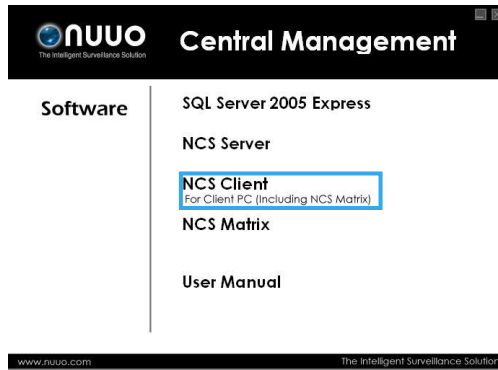 nuuo
The Intelligent Surveillance Solution
Central Management
Software
SQL Server 2005 Express
NCS Server
NCS Client
For Client PC (Including NCS Matrix)
NCS Matrix
User Manual
www.nuuo.com
The Intelligent Surveillance Solution